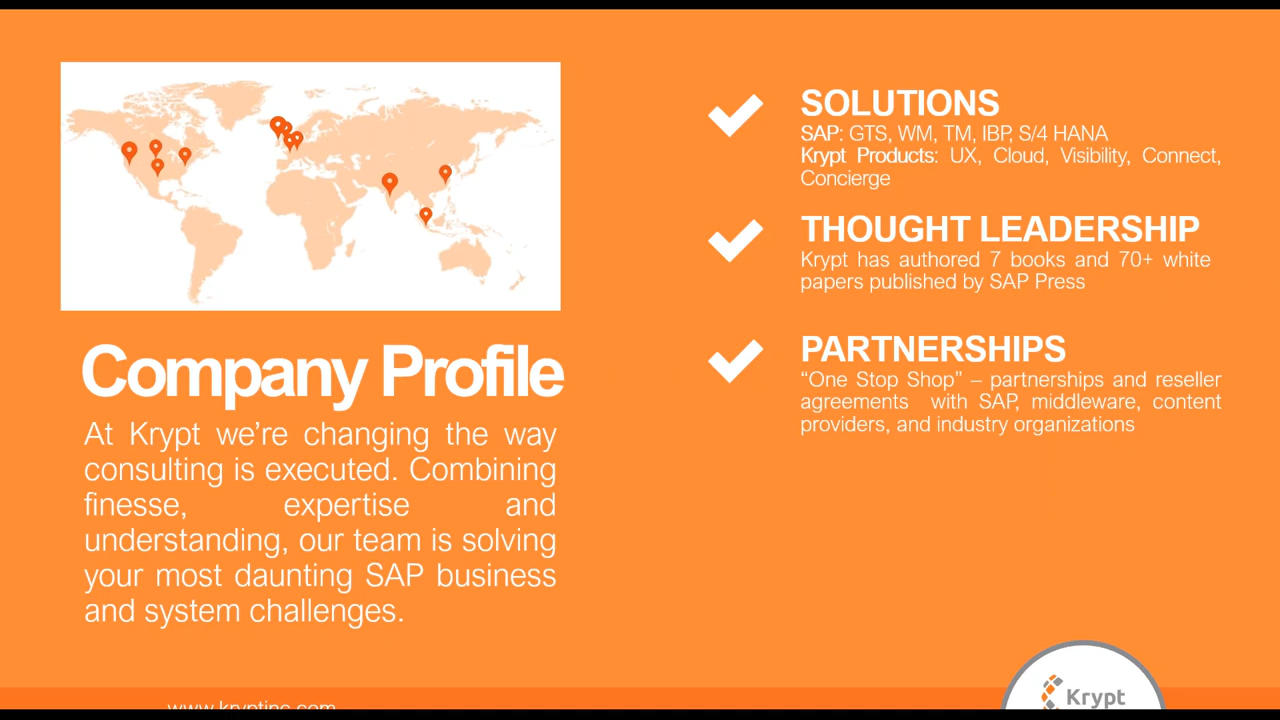 Company Profile
At Krypt we’re changing the way
consulting is executed. Combining
finesse, expertise and
understanding, our team is solving
your most daunting SAP business
and system challenges.
SOLUTIONS
SAP: GTS, WM, TM, IBP, S/4 HANA
Krypt Products: UX, Cloud, Visibility, Connect,
Concierge
THOUGHT LEADERSHIP
Krypt has authored 7 books and 70+ white
papers published by SAP Press
PARTNERSHIPS
“One Stop Shop” – partnerships and reseller
agreements with SAP, middleware, content
providers, and industry organizations
www.kryptinc.com
Krypt